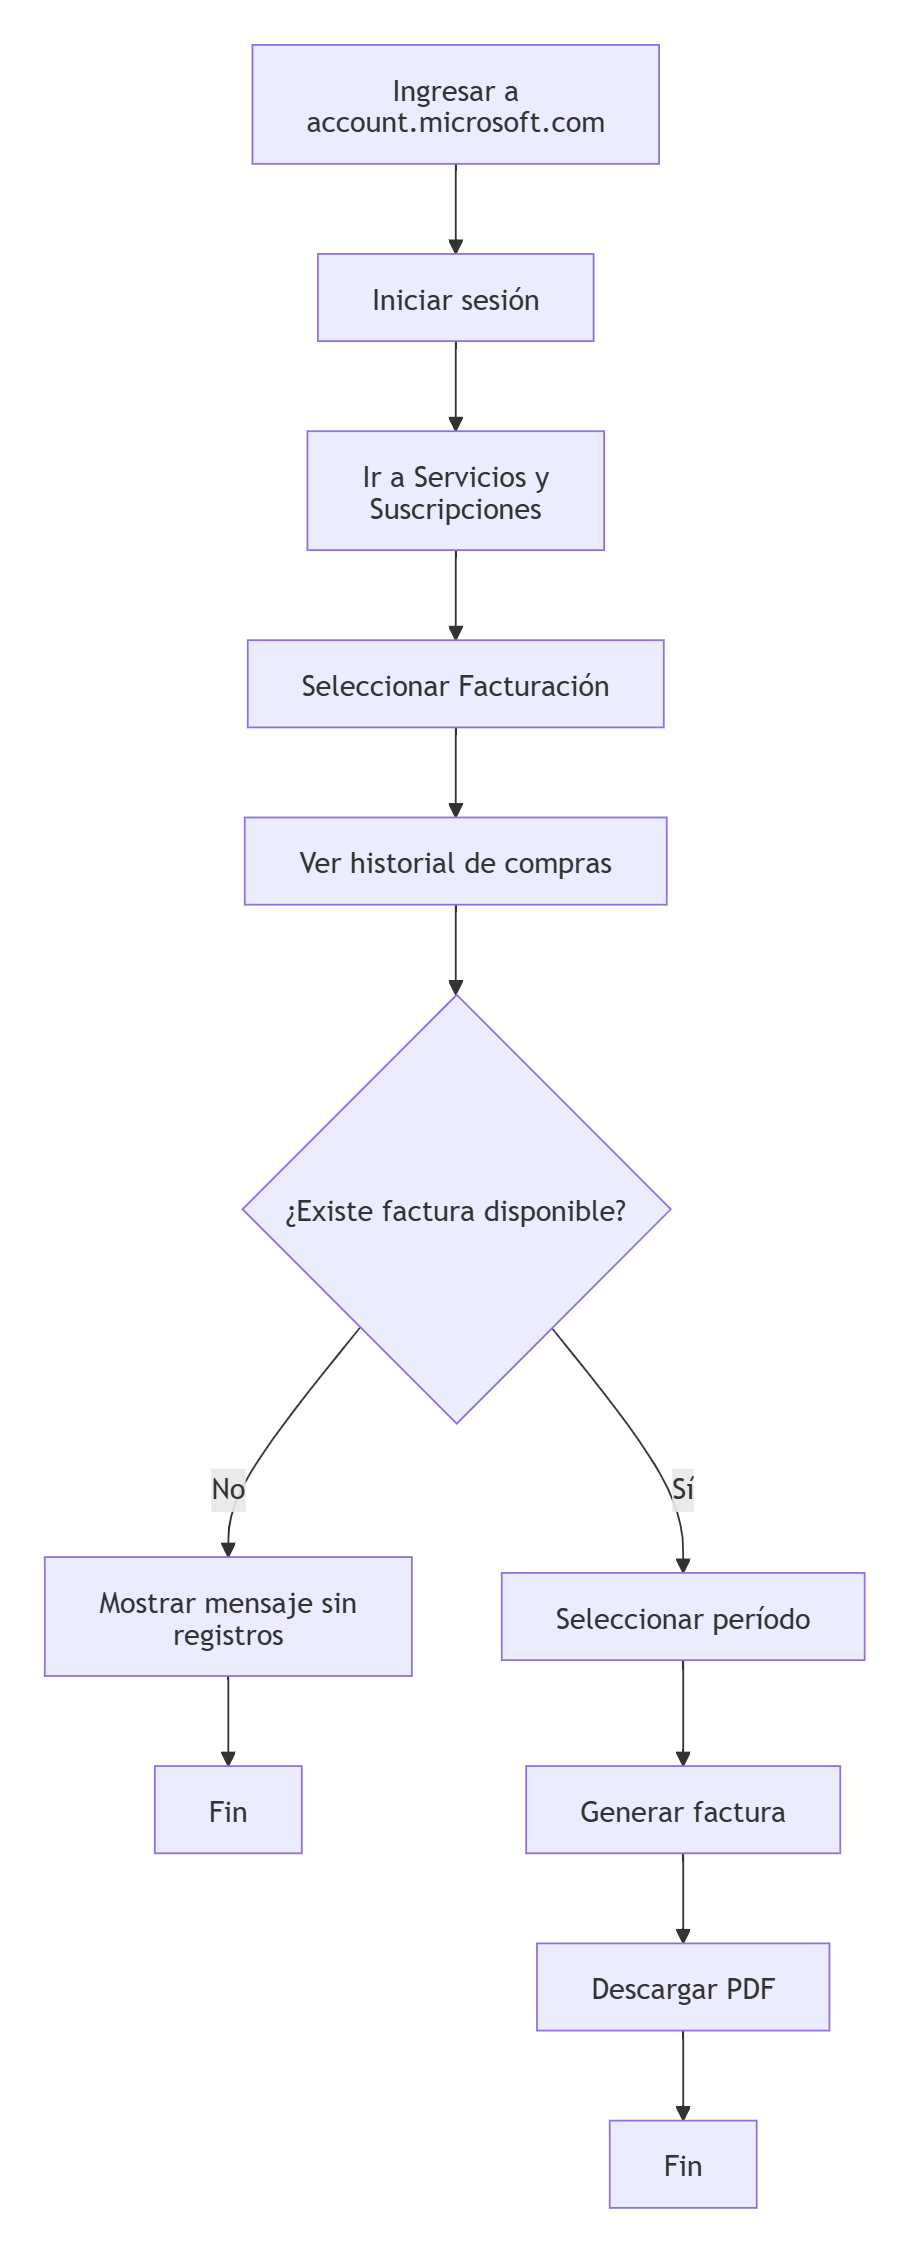 Ingresar a
account.microsoft.com
Iniciar sesión
Ir a Servicios y
Suscripciones
Seleccionar Facturación
Ver historial de compras
¿Existe factura disponible?
No
Sí
Mostrar mensaje sin
registros
Seleccionar período
Fin
Generar factura
Descargar PDF
Fin